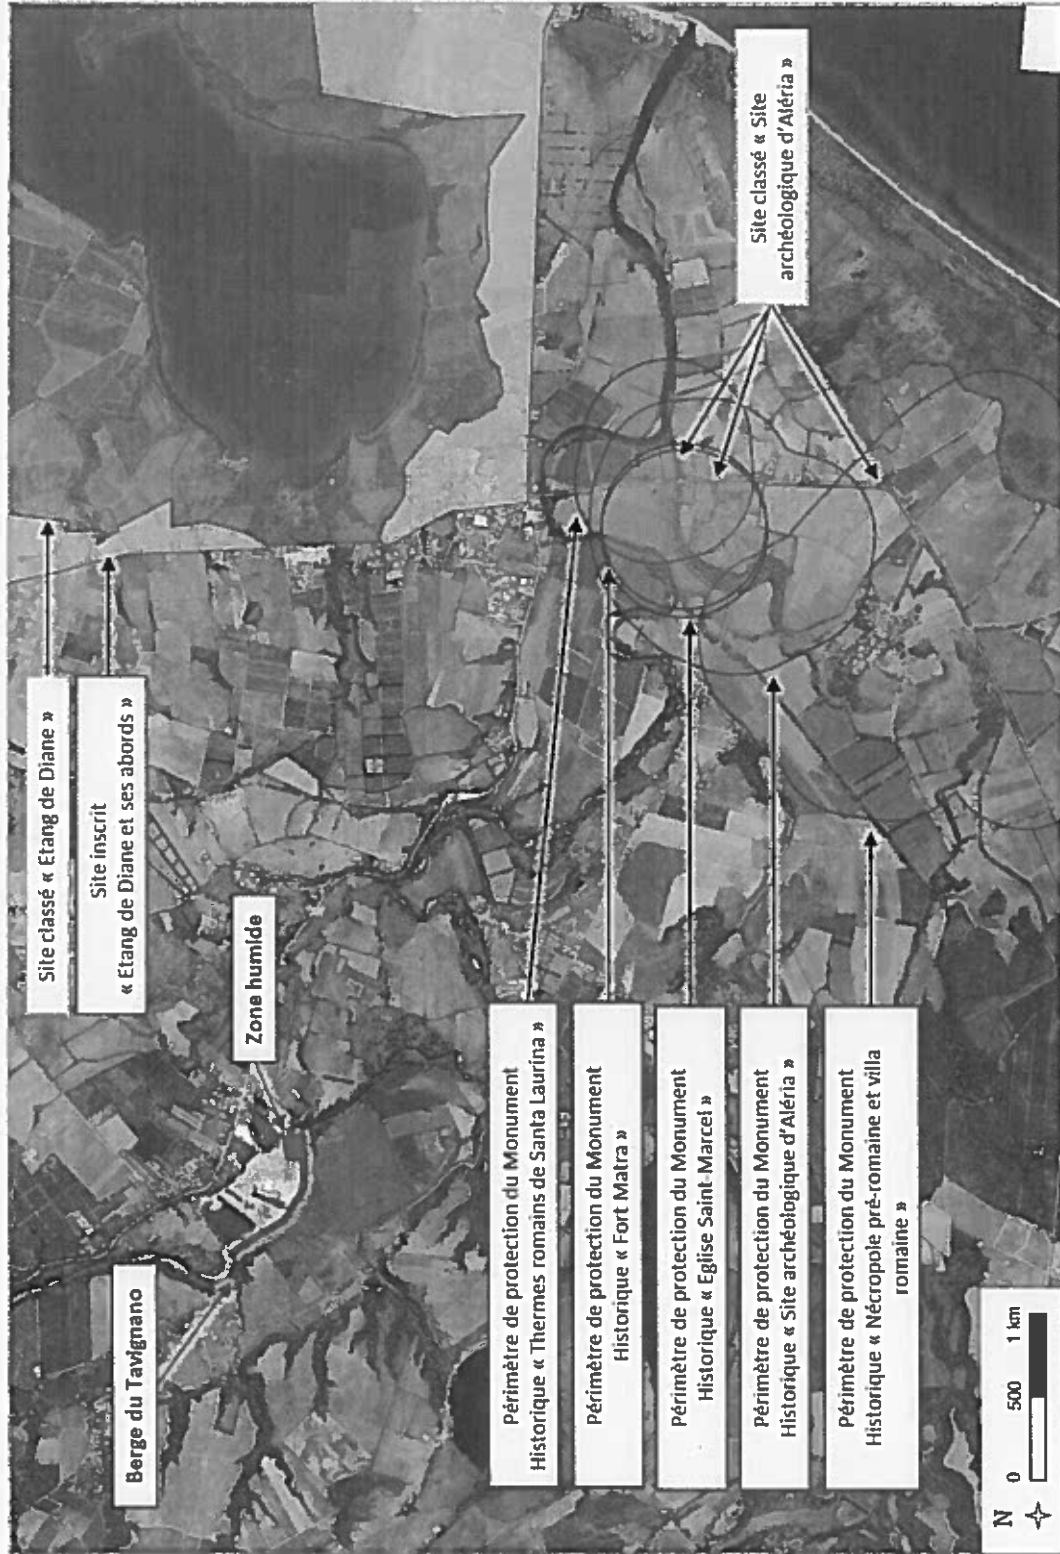 Site classé « Etang de Diane »
Site inscrit
« Etang de Diane et ses abords »
Zone humide
Berge du Tavignano
Site classé « Site
archéologique d'Aléria »
Périmètre de protection du Monument
Historique « Thermes romains de Santa Laurina »
Périmètre de protection du Monument
Historique « Fort Matra »
Périmètre de protection du Monument
Historique « Eglise Saint-Marcel »
Périmètre de protection du Monument
Historique « Site archéologique d'Aléria »
Périmètre de protection du Monument
Historique « Nécropole pré-romaine et villa
romaine »
N
0 500 1 km